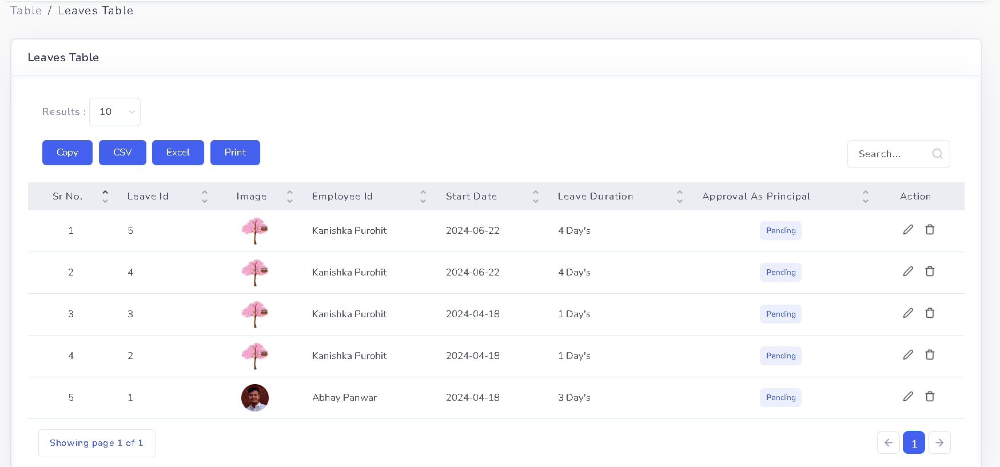 Table / Leaves Table
Leaves Table
Results : 10
Copy CSV Excel Print Search...
Sr No. Leave Id Image Employee Id Start Date Leave Duration Approval As Principal Action
1 5 Kanishka Purohit 2024-06-22 4 Day's Pending
2 4 Kanishka Purohit 2024-06-22 4 Day's Pending
3 3 Kanishka Purohit 2024-04-18 1 Day's Pending
4 2 Kanishka Purohit 2024-04-18 1 Day's Pending
5 1 Abhay Panwar 2024-04-18 3 Day's Pending
Showing page 1 of 1 1